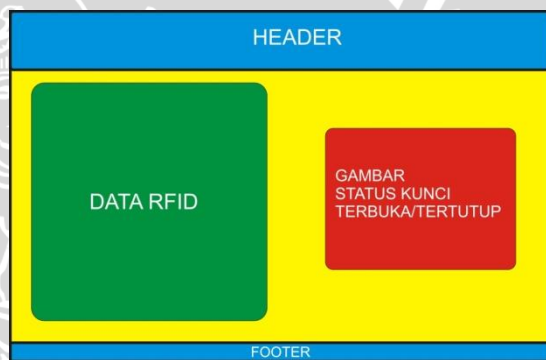 HEADER
DATA RFID
GAMBAR
STATUS KUNCI
TERBUKA/TERTUTUP
FOOTER